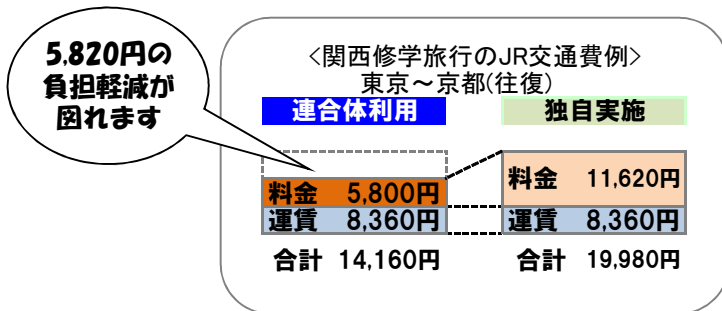 5,820円の
負担軽減が
図れます
<関西修学旅行のJR交通費例>
東京～京都(往復)
連合体利用 独自実施
料金 5,800円 料金 11,620円
運賃 8,360円 運賃 8,360円
合計 14,160円 合計 19,980円